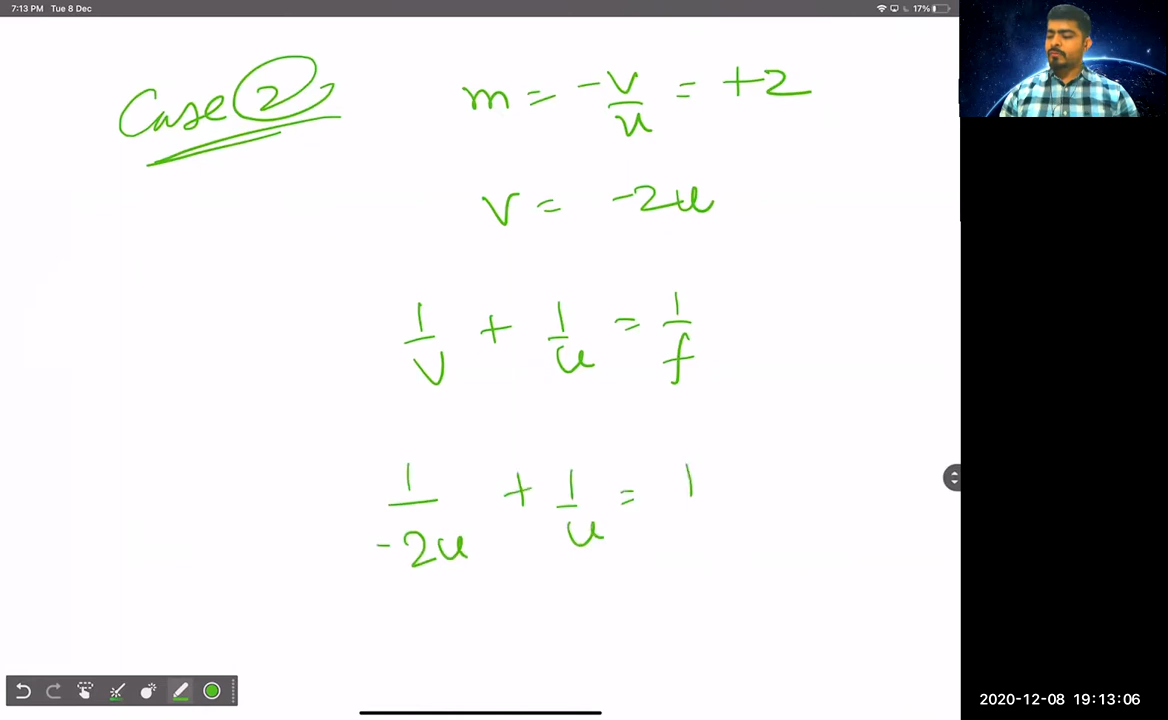 7:13 PM Tue 8 Dec
17%
Case 2
m = -v/u = +2
v = -2u
1/v + 1/u = 1/f
1/-2u + 1/u = 1
2020-12-08 19:13:06